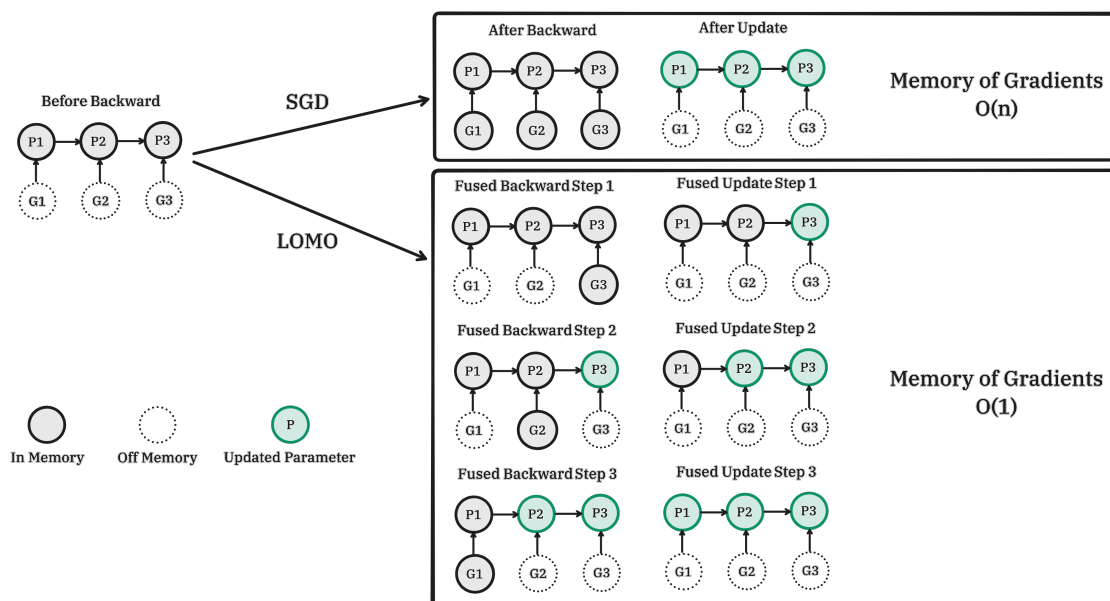 Before Backward
P1 P2 P3
G1 G2 G3
SGD
LOMO
After Backward
P1 P2 P3
G1 G2 G3
After Update
P1 P2 P3
G1 G2 G3
Memory of Gradients
O(n)
Fused Backward Step 1
P1 P2 P3
G1 G2 G3
Fused Update Step 1
P1 P2 P3
G1 G2 G3
Fused Backward Step 2
P1 P2 P3
G1 G2 G3
Fused Update Step 2
P1 P2 P3
G1 G2 G3
Fused Backward Step 3
P1 P2 P3
G1 G2 G3
Fused Update Step 3
P1 P2 P3
G1 G2 G3
Memory of Gradients
O(1)
P
In Memory
Off Memory
Updated Parameter